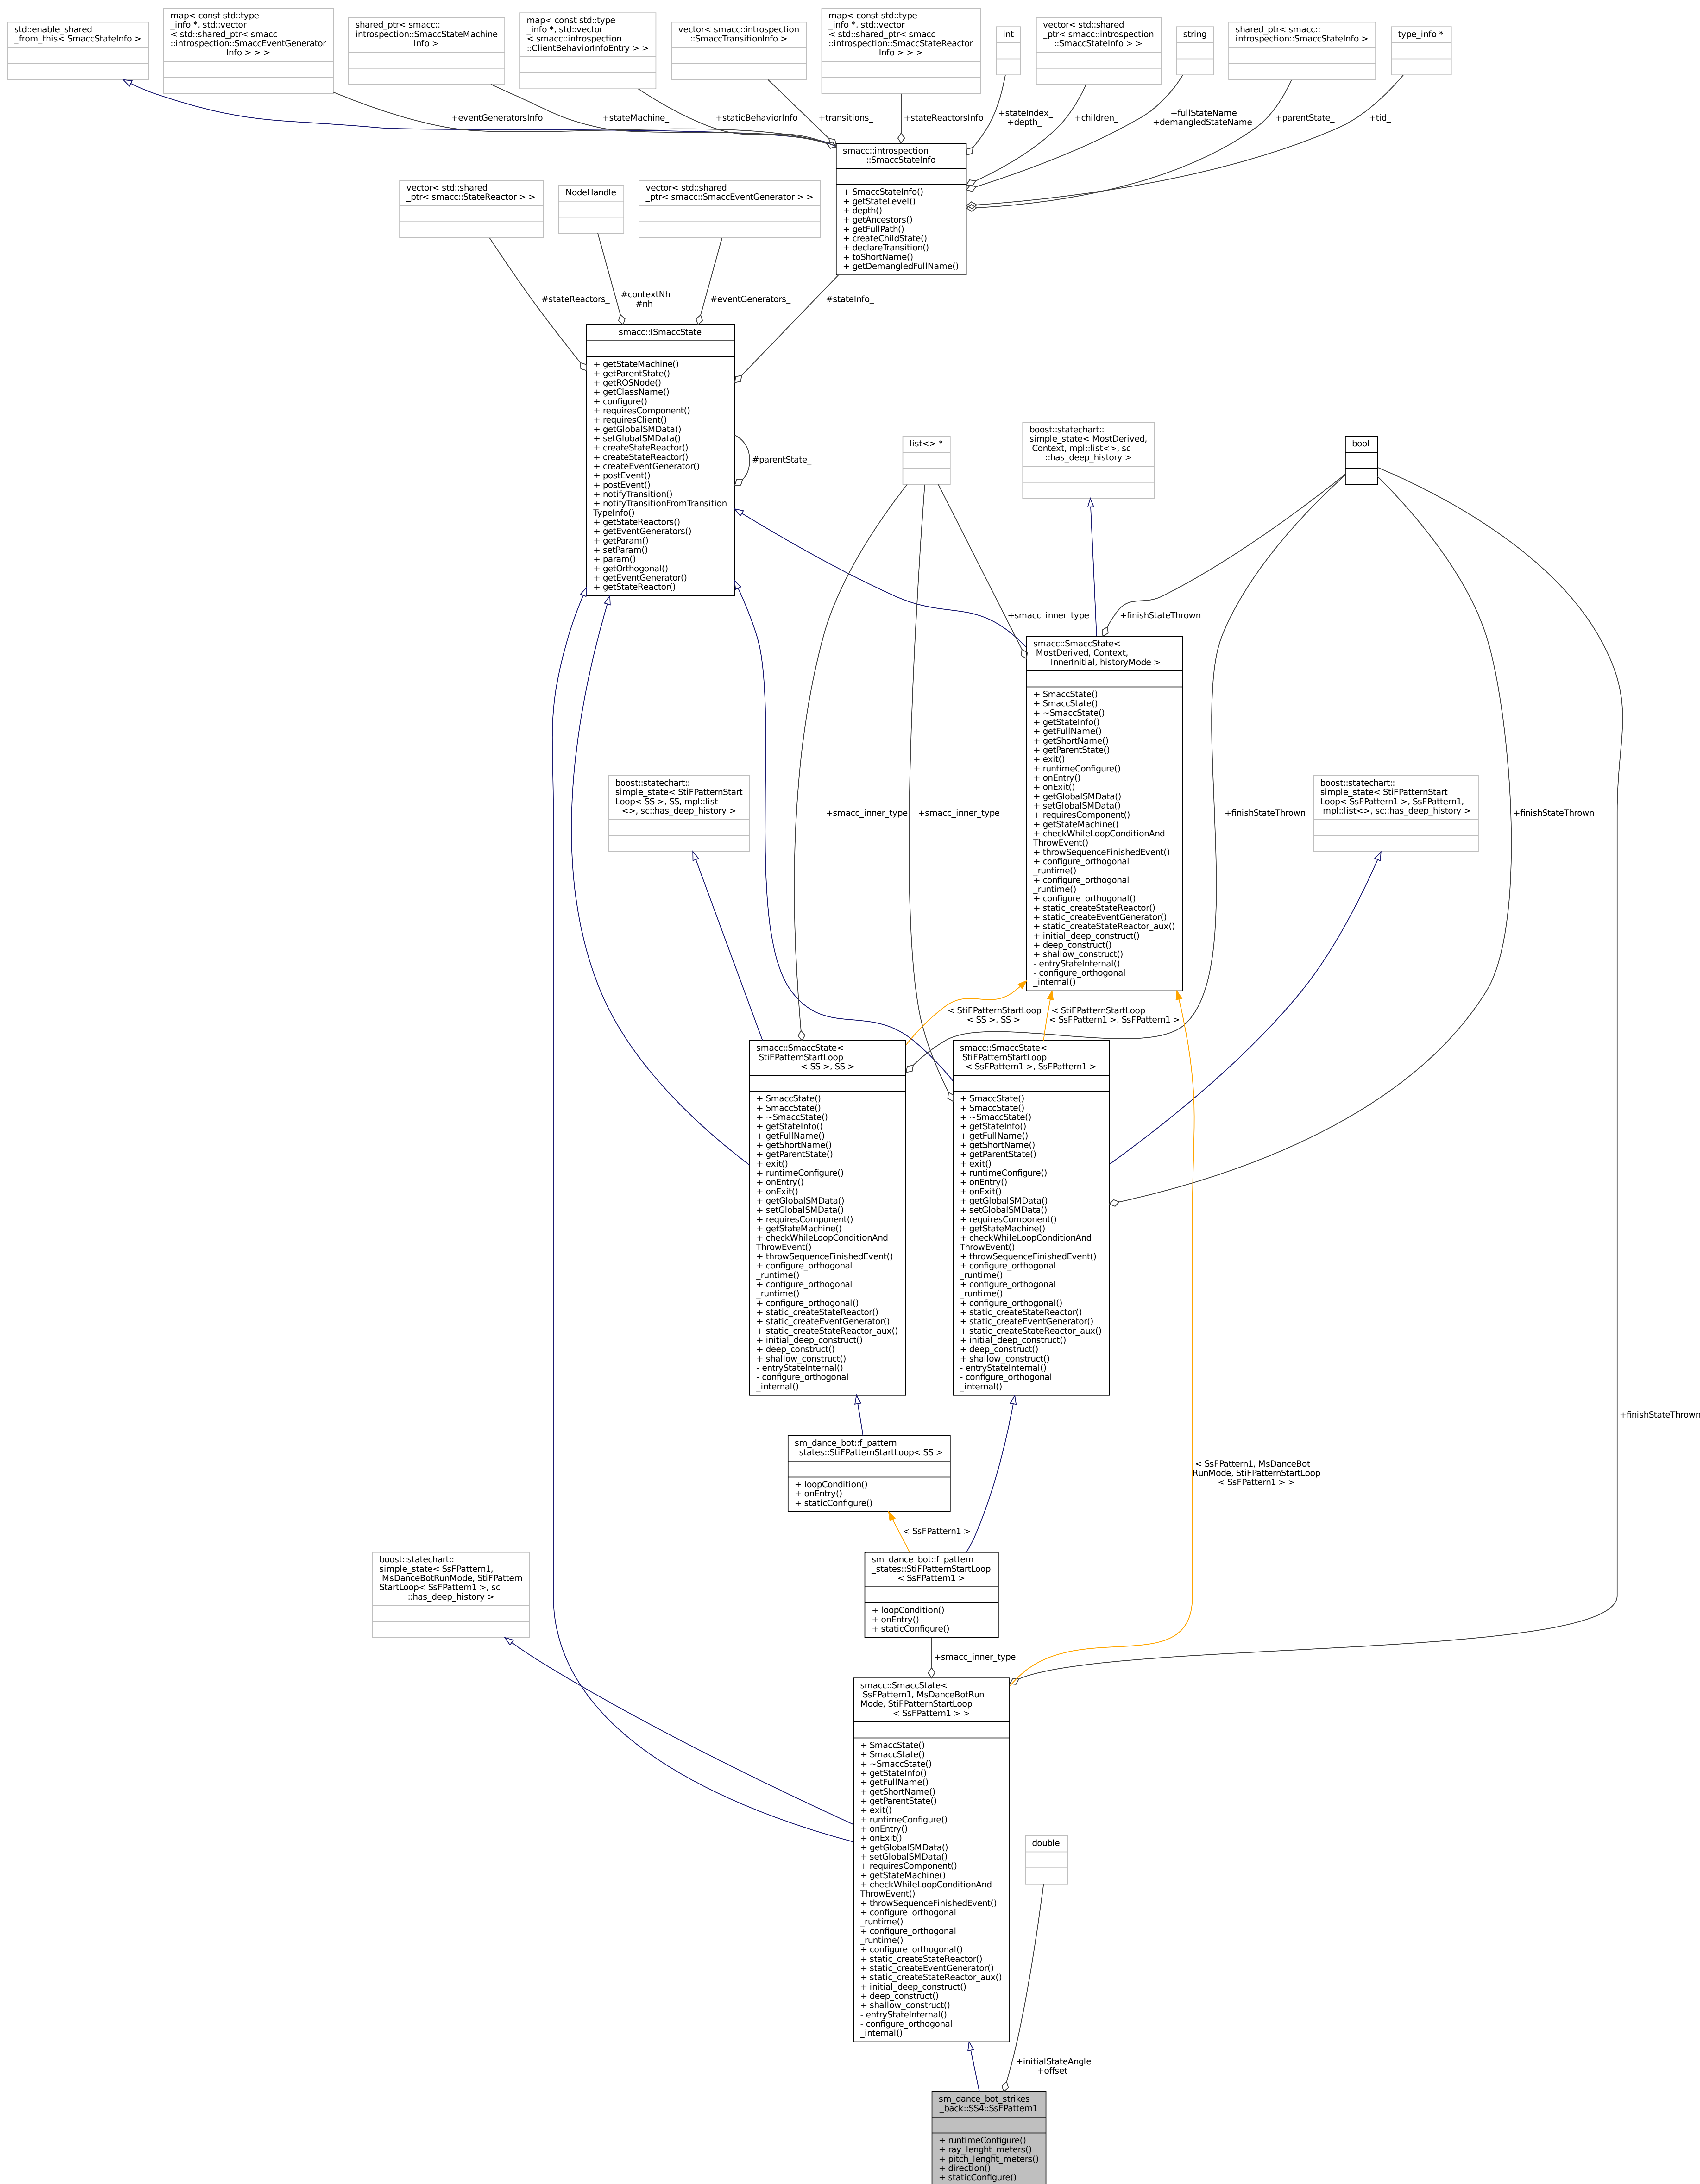 std::enable_shared
_from_this< SmaccStateInfo >
map< const std::type
_info *, std::vector
< std::shared_ptr< smacc
::introspection::SmaccEventGenerator
Info > > >
shared_ptr< smacc::
introspection::SmaccStateMachine
Info >
map< const std::type
_info *, std::vector
< smacc::introspection
::ClientBehaviorInfoEntry > >
vector< smacc::introspection
::SmaccTransitionInfo >
map< const std::type
_info *, std::vector
< std::shared_ptr< smacc
::introspection::SmaccStateReactor
Info > > >
int
vector< std::shared
_ptr< smacc::introspection
::SmaccStateInfo > >
string
shared_ptr< smacc::
introspection::SmaccStateInfo >
type_info *
+eventGeneratorsInfo
+stateMachine_
+staticBehaviorInfo
+transitions_
+stateReactorsInfo
+stateIndex_
+depth_
+children_
+fullStateName
+demangledStateName
+parentState_
+tid_
smacc::introspection
::SmaccStateInfo
+ SmaccStateInfo()
+ getStateLevel()
+ depth()
+ getAncestors()
+ getFullPath()
+ createChildState()
+ declareTransition()
+ toShortName()
+ getDemangledFullName()
vector< std::shared
_ptr< smacc::StateReactor > >
NodeHandle
vector< std::shared
_ptr< smacc::SmaccEventGenerator > >
#stateReactors_
#contextNh
#nh
#eventGenerators_
#stateInfo_
smacc::ISmaccState
+ getStateMachine()
+ getParentState()
+ getROSNode()
+ getClassName()
+ configure()
+ requiresComponent()
+ requiresClient()
+ getGlobalSMData()
+ setGlobalSMData()
+ createStateReactor()
+ createStateReactor()
+ createEventGenerator()
+ postEvent()
+ postEvent()
+ notifyTransition()
+ notifyTransitionFromTransition
TypeInfo()
+ getStateReactors()
+ getEventGenerators()
+ getParam()
+ setParam()
+ param()
+ getOrthogonal()
+ getEventGenerator()
+ getStateReactor()
#parentState_
list<> *
boost::statechart::
simple_state< MostDerived,
Context, mpl::list<>, sc
::has_deep_history >
bool
+smacc_inner_type
+finishStateThrown
smacc::SmaccState<
MostDerived, Context,
InnerInitial, historyMode >
+ SmaccState()
+ SmaccState()
+ ~SmaccState()
+ getStateInfo()
+ getFullName()
+ getShortName()
+ getParentState()
+ exit()
+ runtimeConfigure()
+ onEntry()
+ onExit()
+ getGlobalSMData()
+ setGlobalSMData()
+ requiresComponent()
+ getStateMachine()
+ checkWhileLoopConditionAnd
ThrowEvent()
+ throwSequenceFinishedEvent()
+ configure_orthogonal
_runtime()
+ configure_orthogonal
_runtime()
+ configure_orthogonal()
+ static_createStateReactor()
+ static_createEventGenerator()
+ static_createStateReactor_aux()
+ initial_deep_construct()
+ deep_construct()
+ shallow_construct()
- entryStateInternal()
- configure_orthogonal
_internal()
boost::statechart::
simple_state< StiFPatternStart
Loop< SS >, SS, mpl::list
<>, sc::has_deep_history >
boost::statechart::
simple_state< StiFPatternStart
Loop< SsFPattern1 >, SsFPattern1,
mpl::list<>, sc::has_deep_history >
+smacc_inner_type
+smacc_inner_type
+finishStateThrown
+finishStateThrown
< StiFPatternStartLoop
< SS >, SS >
< StiFPatternStartLoop
< SsFPattern1 >, SsFPattern1 >
smacc::SmaccState<
StiFPatternStartLoop
< SS >, SS >
+ SmaccState()
+ SmaccState()
+ ~SmaccState()
+ getStateInfo()
+ getFullName()
+ getShortName()
+ getParentState()
+ exit()
+ runtimeConfigure()
+ onEntry()
+ onExit()
+ getGlobalSMData()
+ setGlobalSMData()
+ requiresComponent()
+ getStateMachine()
+ checkWhileLoopConditionAnd
ThrowEvent()
+ throwSequenceFinishedEvent()
+ configure_orthogonal
_runtime()
+ configure_orthogonal
_runtime()
+ configure_orthogonal()
+ static_createStateReactor()
+ static_createEventGenerator()
+ static_createStateReactor_aux()
+ initial_deep_construct()
+ deep_construct()
+ shallow_construct()
- entryStateInternal()
- configure_orthogonal
_internal()
smacc::SmaccState<
StiFPatternStartLoop
< SsFPattern1 >, SsFPattern1 >
+ SmaccState()
+ SmaccState()
+ ~SmaccState()
+ getStateInfo()
+ getFullName()
+ getShortName()
+ getParentState()
+ exit()
+ runtimeConfigure()
+ onEntry()
+ onExit()
+ getGlobalSMData()
+ setGlobalSMData()
+ requiresComponent()
+ getStateMachine()
+ checkWhileLoopConditionAnd
ThrowEvent()
+ throwSequenceFinishedEvent()
+ configure_orthogonal
_runtime()
+ configure_orthogonal
_runtime()
+ configure_orthogonal()
+ static_createStateReactor()
+ static_createEventGenerator()
+ static_createStateReactor_aux()
+ initial_deep_construct()
+ deep_construct()
+ shallow_construct()
- entryStateInternal()
- configure_orthogonal
_internal()
+finishStateThrown
sm_dance_bot::f_pattern
_states::StiFPatternStartLoop< SS >
+ loopCondition()
+ onEntry()
+ staticConfigure()
< SsFPattern1, MsDanceBot
RunMode, StiFPatternStartLoop
< SsFPattern1 > >
< SsFPattern1 >
boost::statechart::
simple_state< SsFPattern1,
MsDanceBotRunMode, StiFPattern
StartLoop< SsFPattern1 >, sc
::has_deep_history >
sm_dance_bot::f_pattern
_states::StiFPatternStartLoop
< SsFPattern1 >
+ loopCondition()
+ onEntry()
+ staticConfigure()
+smacc_inner_type
smacc::SmaccState<
SsFPattern1, MsDanceBotRun
Mode, StiFPatternStartLoop
< SsFPattern1 > >
+ SmaccState()
+ SmaccState()
+ ~SmaccState()
+ getStateInfo()
+ getFullName()
+ getShortName()
+ getParentState()
+ exit()
+ runtimeConfigure()
+ onEntry()
+ onExit()
+ getGlobalSMData()
+ setGlobalSMData()
+ requiresComponent()
+ getStateMachine()
+ checkWhileLoopConditionAnd
ThrowEvent()
+ throwSequenceFinishedEvent()
+ configure_orthogonal
_runtime()
+ configure_orthogonal
_runtime()
+ configure_orthogonal()
+ static_createStateReactor()
+ static_createEventGenerator()
+ static_createStateReactor_aux()
+ initial_deep_construct()
+ deep_construct()
+ shallow_construct()
- entryStateInternal()
- configure_orthogonal
_internal()
double
+initialStateAngle
+offset
sm_dance_bot_strikes
_back::SS4::SsFPattern1
+ runtimeConfigure()
+ ray_lenght_meters()
+ pitch_lenght_meters()
+ direction()
+ staticConfigure()